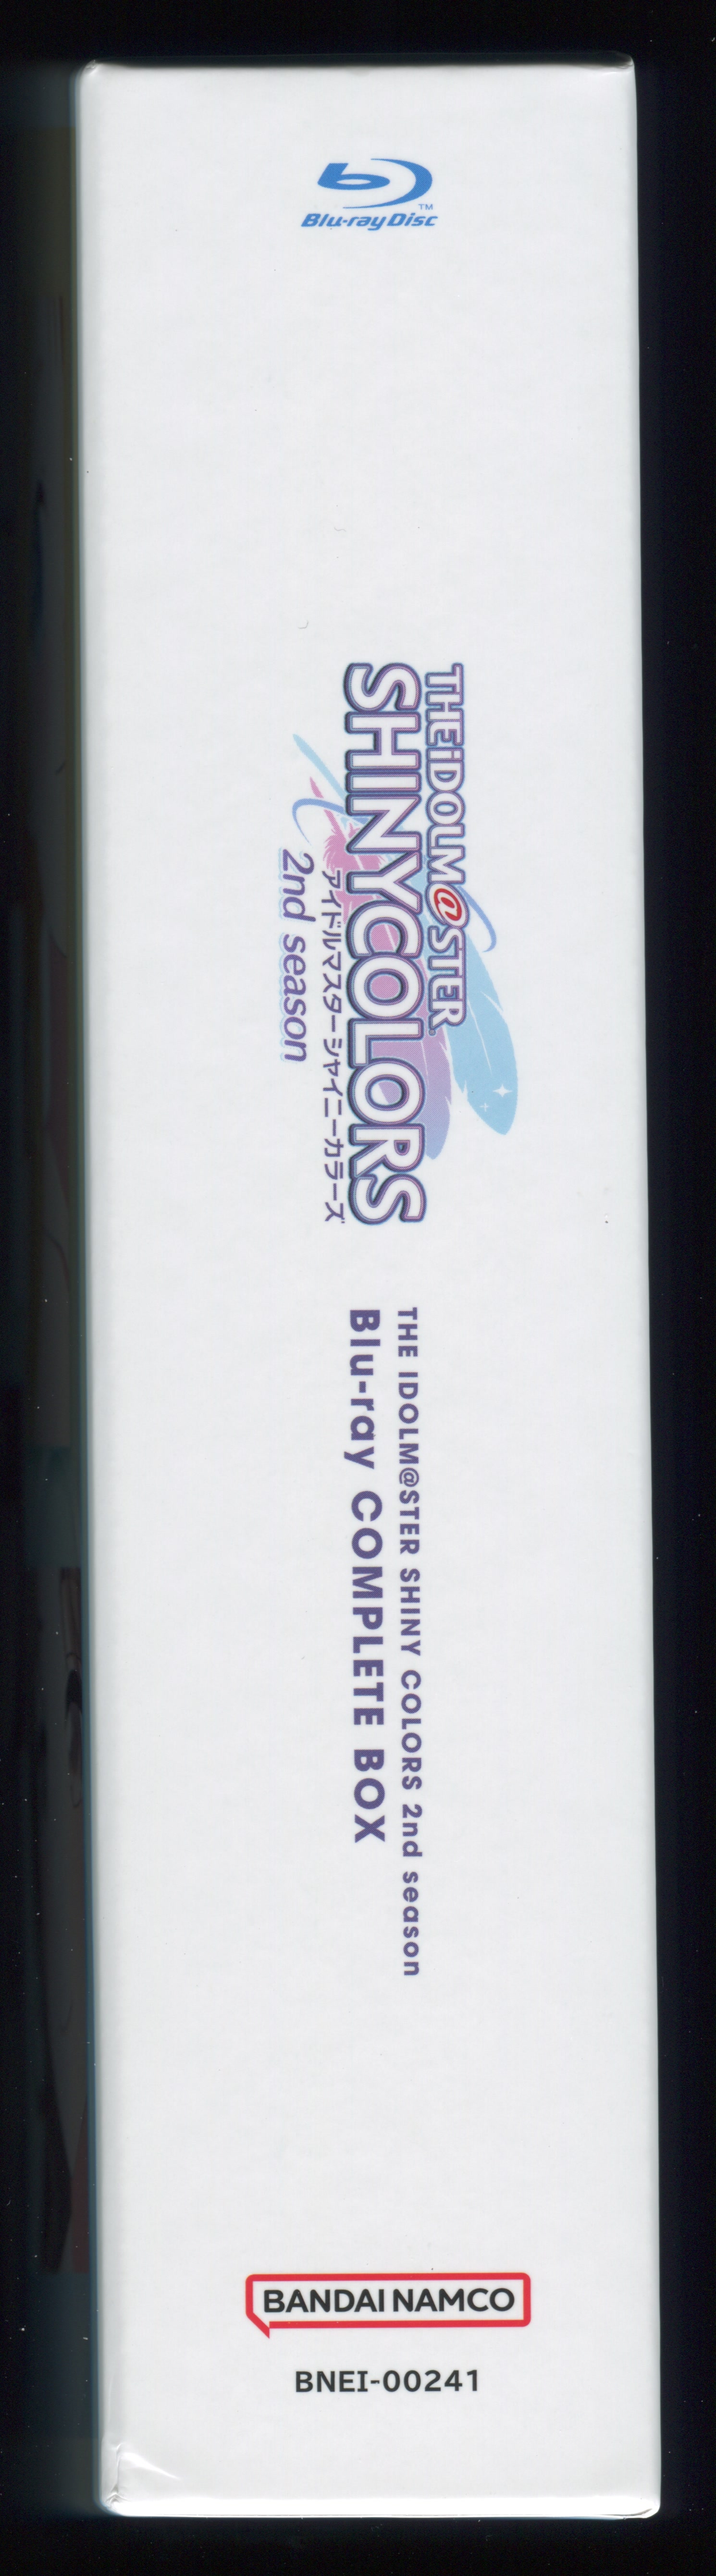 Blu-ray Disc™
THE iDOLM@STER
SHINYCOLORS
アイドルマスターシャイニーカラーズ
2nd season
THE IDOLM@STER SHINY COLORS 2nd season
Blu-ray COMPLETE BOX
BANDAI NAMCO
BNEI-00241